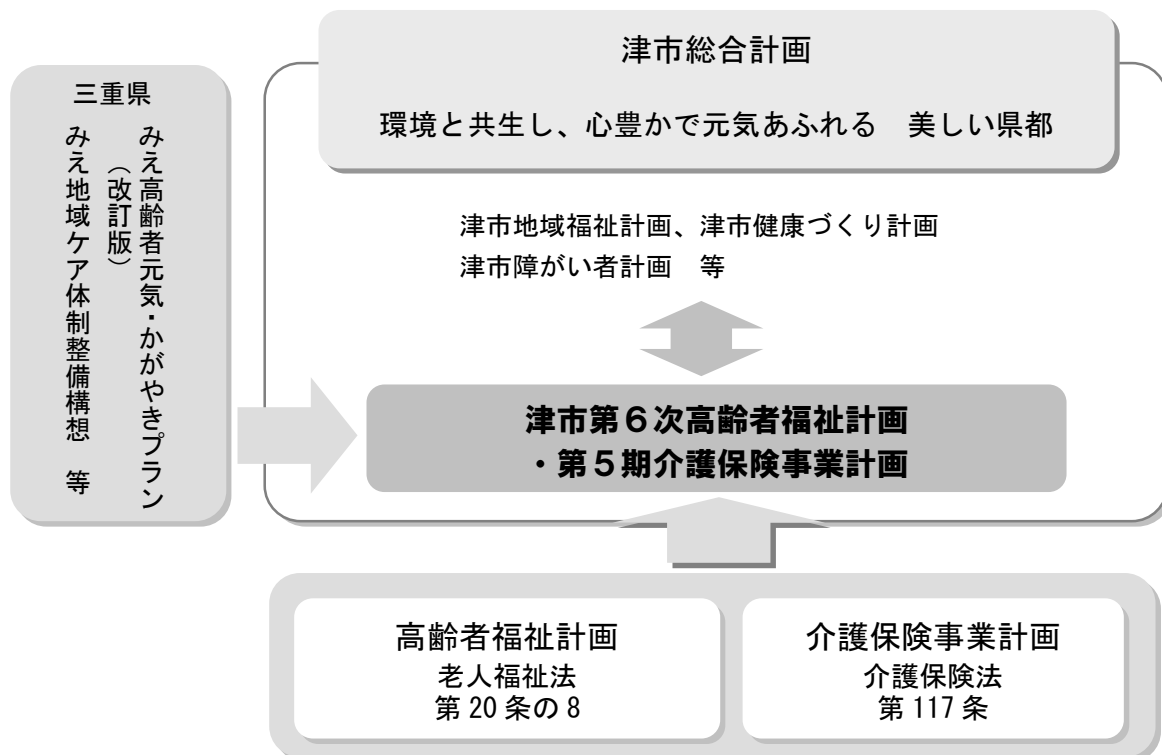 津市総合計画
環境と共生し、心豊かで元気あふれる　美しい県都
三重県
みえ高齢者元気・かがやきプラン
（改訂版）
みえ地域ケア体制整備構想　等
津市地域福祉計画、津市健康づくり計画
津市障がい者計画　等
津市第６次高齢者福祉計画
・第５期介護保険事業計画
高齢者福祉計画
老人福祉法
第 20 条の 8
介護保険事業計画
介護保険法
第 117 条